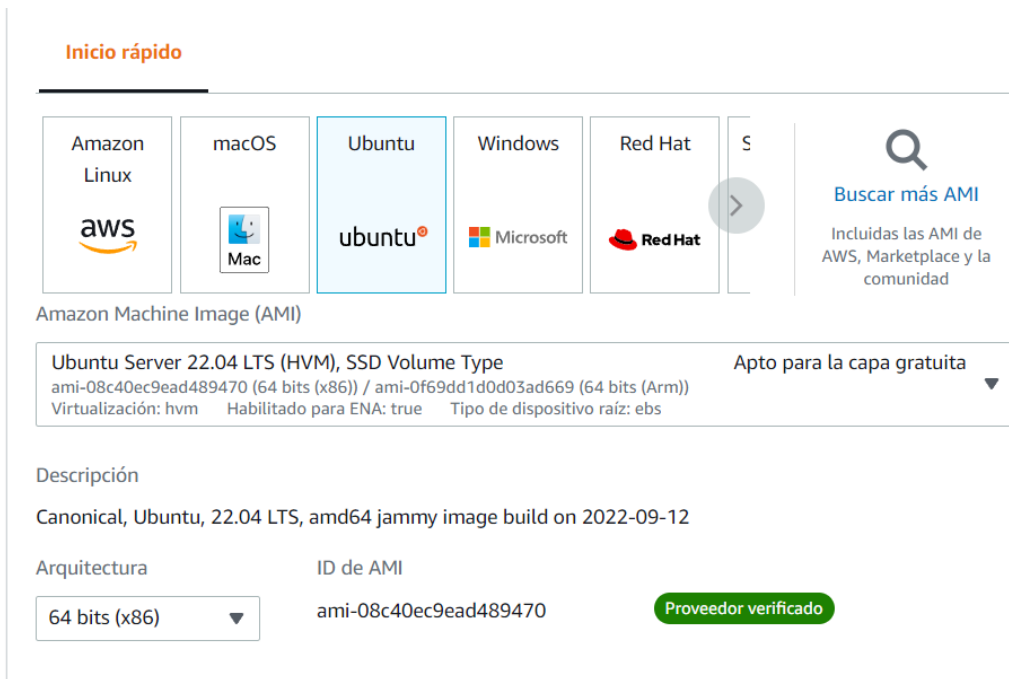 Inicio rápido
Amazon
Linux
macOS
Ubuntu
Windows
Red Hat
S
aws
Mac
ubuntu
Microsoft
Red Hat
Buscar más AMI
Incluidas las AMI de
AWS, Marketplace y la
comunidad
Amazon Machine Image (AMI)
Ubuntu Server 22.04 LTS (HVM), SSD Volume Type
Apto para la capa gratuita
ami-08c40ec9ead489470 (64 bits (x86)) / ami-0f69dd1d0d03ad669 (64 bits (Arm))
Virtualización: hvm Habilitado para ENA: true Tipo de dispositivo raíz: ebs
Descripción
Canonical, Ubuntu, 22.04 LTS, amd64 jammy image build on 2022-09-12
Arquitectura
ID de AMI
64 bits (x86)
ami-08c40ec9ead489470
Proveedor verificado